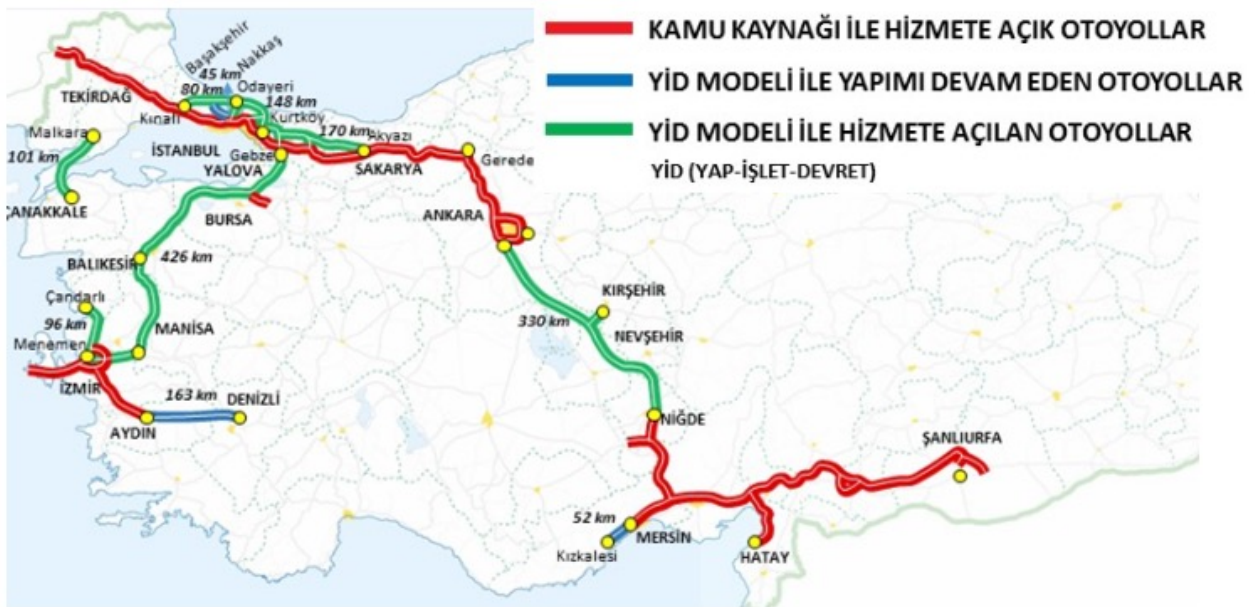 KAMU KAYNAĞI İLE HİZMETE AÇIK OTOYOLLAR
YİD MODELİ İLE YAPIMI DEVAM EDEN OTOYOLLAR
YİD MODELİ İLE HİZMETE AÇILAN OTOYOLLAR
YİD (YAP-İŞLET-DEVRET)
Başakşehir
Nakkaş
45 km
80 km
Odayeri
TEKİRDAĞ
148 km
Kınalı
Kurtköy
170 km
Akyazı
Malkara
İSTANBUL
Gebze
Gerede
101 km
YALOVA
SAKARYA
ÇANAKKALE
BURSA
ANKARA
BALIKESİR
426 km
Çandarlı
KIRŞEHİR
96 km
MANİSA
330 km
NEVŞEHİR
Menemen
İZMİR
163 km
DENİZLİ
AYDIN
NİĞDE
ŞANLIURFA
52 km
MERSİN
Kızkalesi
HATAY